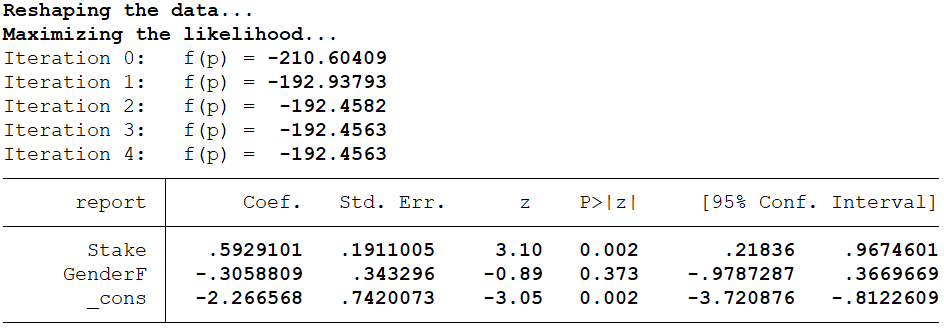 Reshaping the data...
Maximizing the likelihood...
Iteration 0: f(p) = -210.60409
Iteration 1: f(p) = -192.93793
Iteration 2: f(p) = -192.4582
Iteration 3: f(p) = -192.4563
Iteration 4: f(p) = -192.4563
report Coef. Std. Err. z P>|z| [95% Conf. Interval]
Stake .5929101 .1911005 3.10 0.002 .21836 .9674601
GenderF -.3058809 .343296 -0.89 0.373 -.9787287 .3669669
_cons -2.266568 .7420073 -3.05 0.002 -3.720876 -.8122609